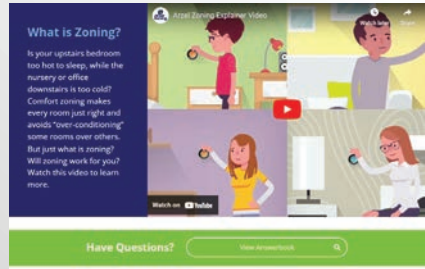 What is Zoning?
Is your upstairs bedroom
too hot to sleep, while the
nursery or office
downstairs is too cold?
Comfort zoning makes
every room just right and
avoids "over-conditioning"
some rooms over others.
But just what is zoning?
Will zoning work for you?
Watch this video to learn
more.
Arzel Zoning Explainer Video
Watch later
Share
Watch on YouTube
Have Questions?
View Answerbook